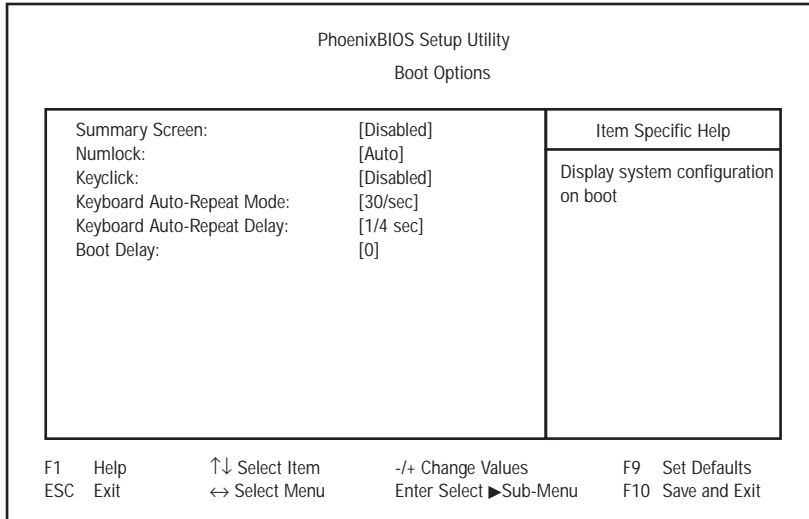 PhoenixBIOS Setup Utility
Boot Options
Summary Screen: [Disabled]
Numlock: [Auto]
Keyclick: [Disabled]
Keyboard Auto-Repeat Mode: [30/sec]
Keyboard Auto-Repeat Delay: [1/4 sec]
Boot Delay: [0]
Item Specific Help
Display system configuration
on boot
F1 Help ↑↓ Select Item -/+ Change Values F9 Set Defaults
ESC Exit ↔ Select Menu Enter Select ▶Sub-Menu F10 Save and Exit